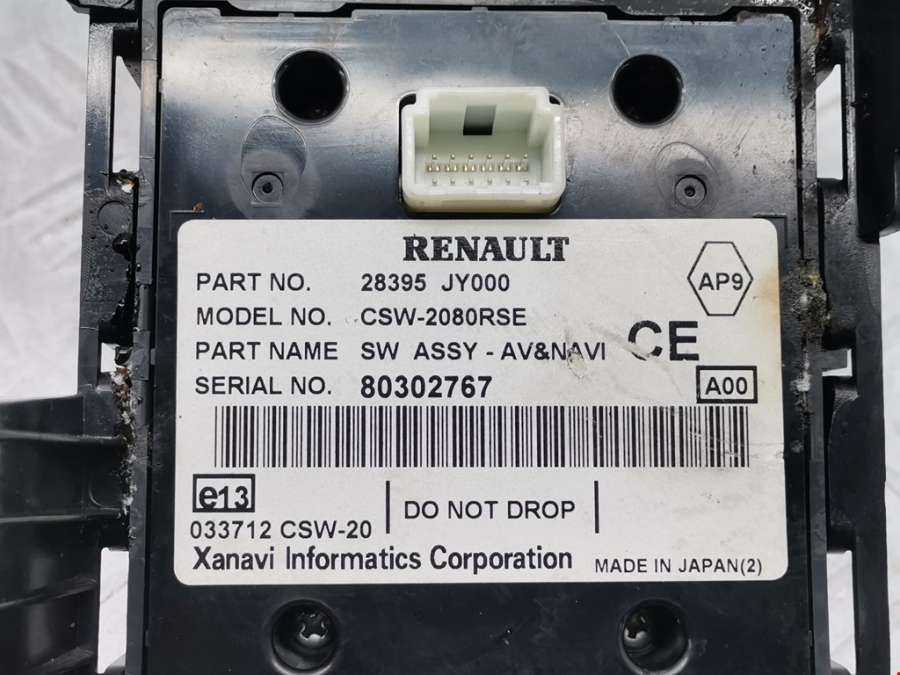 RENAULT
PART NO. 28395 JY000
AP9
MODEL NO. CSW-2080RSE
PART NAME SW ASSY - AV&NAVI
CE
SERIAL NO. 80302767
A00
e13
033712 CSW-20
DO NOT DROP
Xanavi Informatics Corporation
MADE IN JAPAN(2)